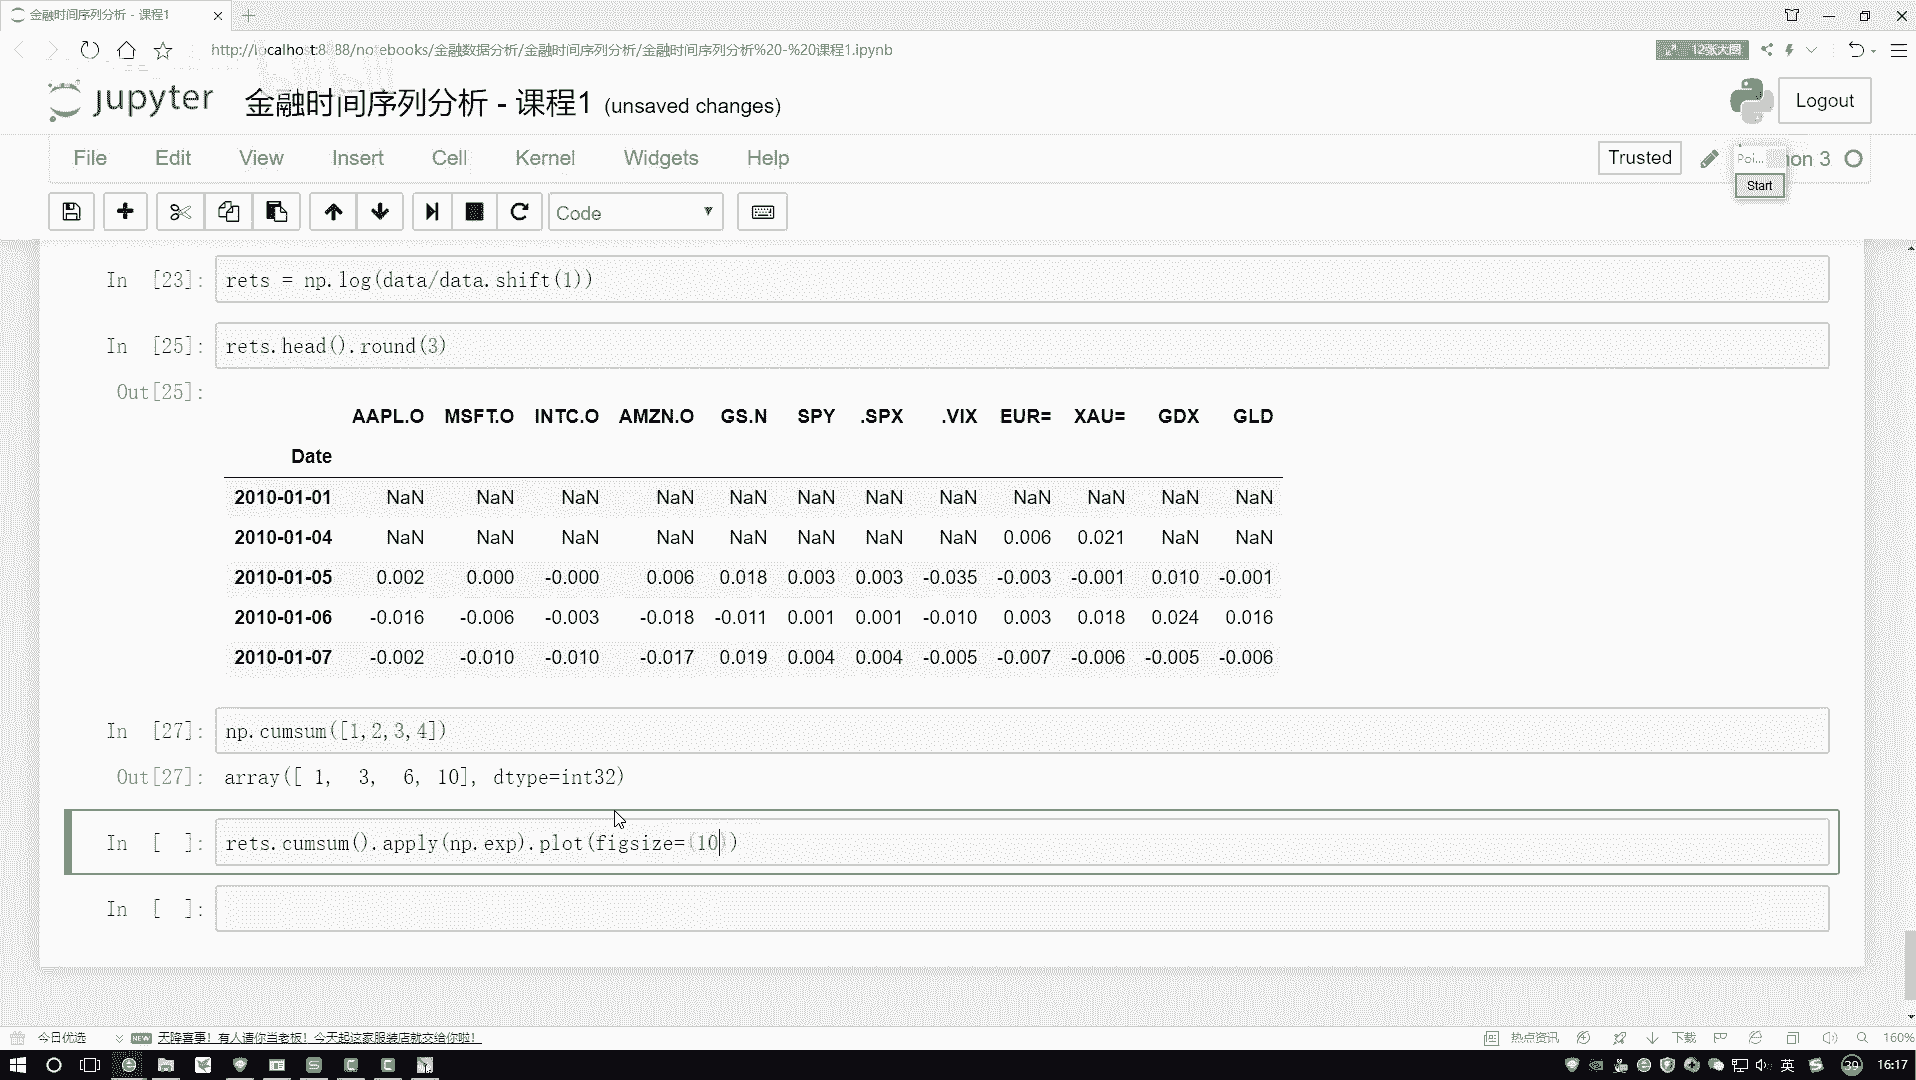 金融时间序列分析 - 课程1
http://localhost:8888/notebooks/金融数据分析/金融时间序列分析/金融时间序列分析%20-%20课程1.ipynb
12张大图
jupyter 金融时间序列分析 - 课程1 (unsaved changes)
Logout
File Edit View Insert Cell Kernel Widgets Help
Trusted
Poi... hon 3
Start
Code
In [23]: rets = np.log(data/data.shift(1))
In [25]: rets.head().round(3)
Out[25]:
AAPL.O MSFT.O INTC.O AMZN.O GS.N SPY .SPX .VIX EUR= XAU= GDX GLD
Date
2010-01-01 NaN NaN NaN NaN NaN NaN NaN NaN NaN NaN NaN NaN
2010-01-04 NaN NaN NaN NaN NaN NaN NaN NaN 0.006 0.021 NaN NaN
2010-01-05 0.002 0.000 -0.000 0.006 0.018 0.003 0.003 -0.035 -0.003 -0.001 0.010 -0.001
2010-01-06 -0.016 -0.006 -0.003 -0.018 -0.011 0.001 0.001 -0.010 0.003 0.018 0.024 0.016
2010-01-07 -0.002 -0.010 -0.010 -0.017 0.019 0.004 0.004 -0.005 -0.007 -0.006 -0.005 -0.006
In [27]: np.cumsum([1,2,3,4])
Out[27]: array([ 1, 3, 6, 10], dtype=int32)
In [ ]: rets.cumsum().apply(np.exp).plot(figsize=(10))
In [ ]:
今日优选 NEW 天降喜事！有人请你当老板！今天起这家服装店就交给你啦！
热点资讯 下载 160%
英 39 16:17